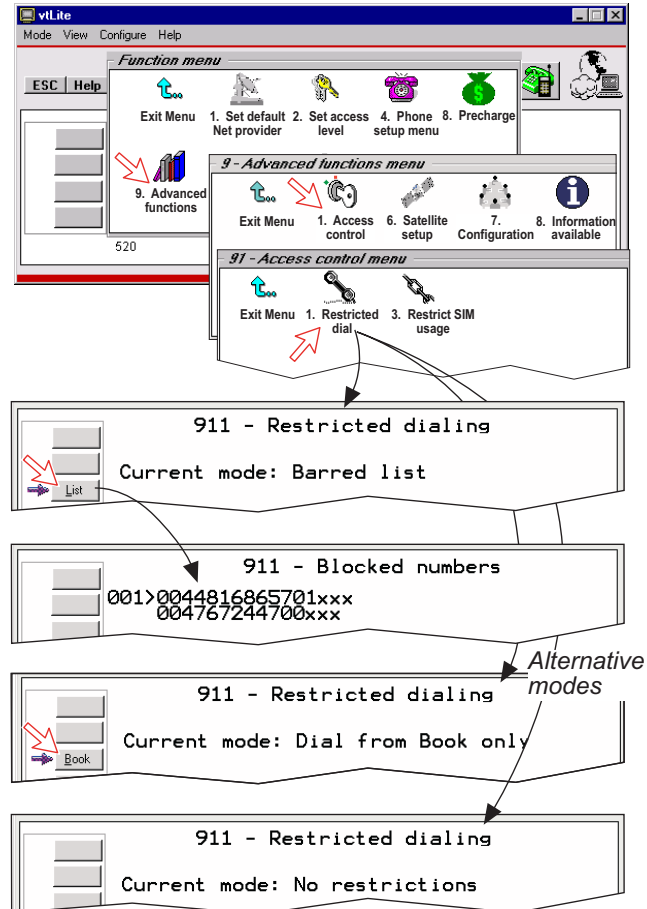 vtLite
Mode View Configure Help
ESC Help
Function menu
Exit Menu
1. Set default
Net provider
2. Set access
level
4. Phone
setup menu
8. Precharge
9. Advanced
functions
520
9 - Advanced functions menu
Exit Menu
1. Access
control
6. Satellite
setup
7.
Configuration
8. Information
available
91 - Access control menu
Exit Menu
1. Restricted
dial
3. Restrict SIM
usage
911 - Restricted dialing
Current mode: Barred list
List
911 - Blocked numbers
001>0044816865701xxx
004767244700xxx
Alternative
modes
911 - Restricted dialing
Current mode: Dial from Book only
Book
911 - Restricted dialing
Current mode: No restrictions